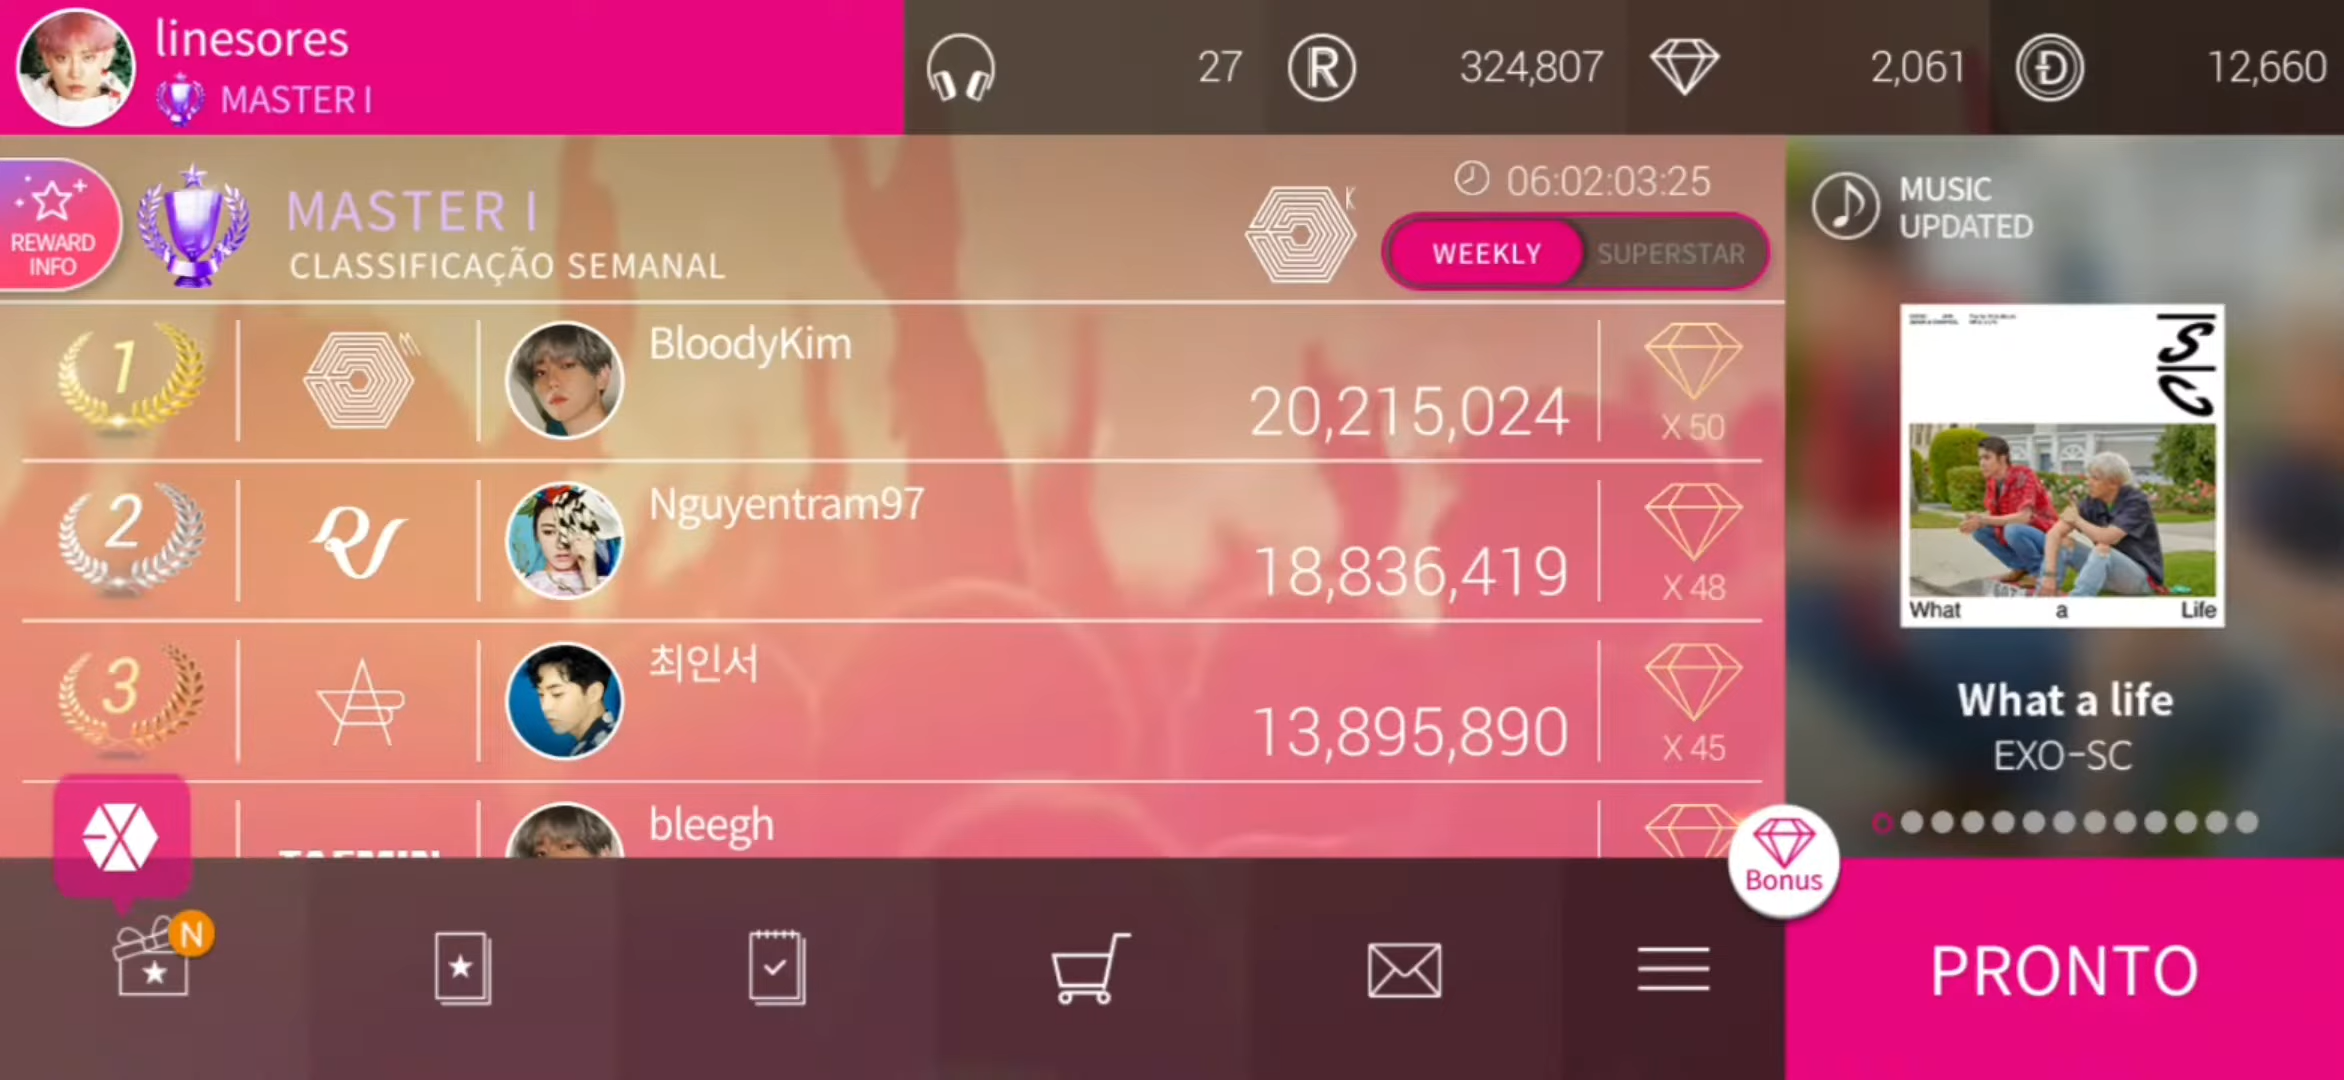 linesores
MASTER I
27
R
324,807
2,061
12,660
REWARD
INFO
MASTER I
CLASSIFICAÇÃO SEMANAL
K
06:02:03:25
WEEKLY
SUPERSTAR
MUSIC
UPDATED
1
M
BloodyKim
20,215,024
X 50
2
Nguyentram97
18,836,419
X 48
3
최인서
13,895,890
X 45
bleegh
TAEMIN
S
C
What a Life
What a life
EXO-SC
Bonus
N
PRONTO